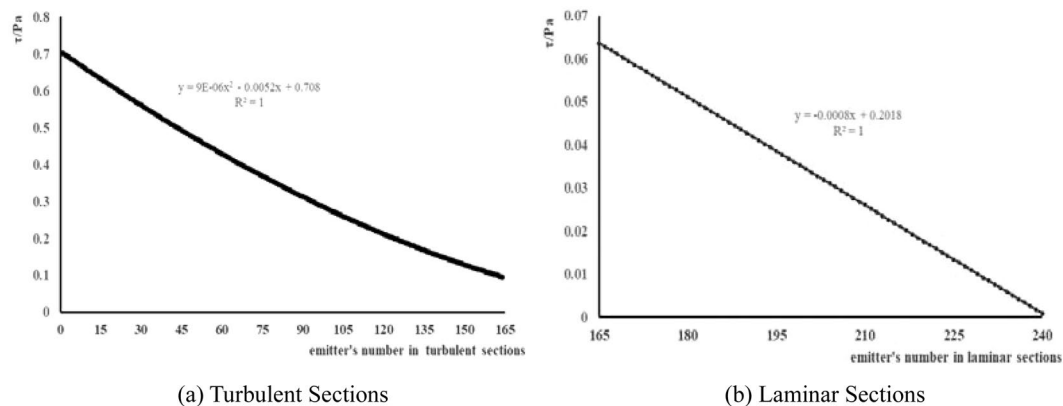 τ/Pa
0.8
0.7
0.6
0.5
0.4
0.3
0.2
0.1
0
y = 9E-06x² - 0.0052x + 0.708
R² = 1
0 15 30 45 60 75 90 105 120 135 150 165
emitter's number in turbulent sections
(a) Turbulent Sections
τ/Pa
0.07
0.06
0.05
0.04
0.03
0.02
0.01
0
y = -0.0008x + 0.2018
R² = 1
165 180 195 210 225 240
emitter's number in laminar sections
(b) Laminar Sections